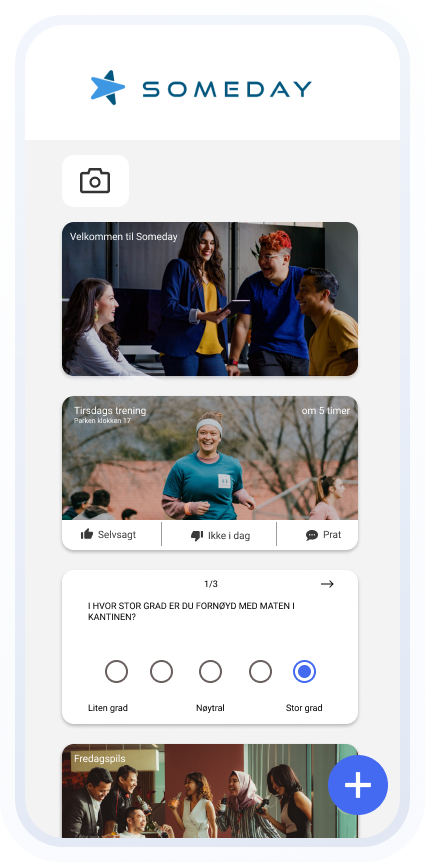 SOMEDAY
Velkommen til Someday
Tirsdags trening
om 5 timer
Parken klokken 17
Selvsagt
Ikke i dag
Prat
1/3
I HVOR STOR GRAD ER DU FORNØYD MED MATEN I
KANTINEN?
Liten grad
Nøytral
Stor grad
Fredagspils